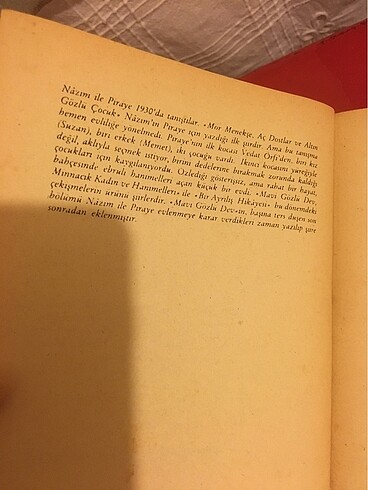 Nâzım ile Piraye 1930'da tanıştılar. «Mor Menekşe, Aç Dostlar ve Altın
Gözlü Çocuk» Nâzım'ın Piraye için yazdığı ilk şiirdir. Ama bu tanışma
hemen evliliğe yönelmedi. Piraye'nin ilk kocası Vedat Örfi'den, biri kız
(Suzan), biri erkek (Memet), iki çocuğu vardı. İkinci kocasını yüreğiyle
değil, aklıyla seçmek istiyor, birini dedelerine bırakmak zorunda kaldığı
çocukları için kaygılanıyordu. Özlediği gösterişsiz, ama rahat bir hayat,
bahçesinde ebruli hanımelleri açan küçük bir evdi. «Mavi Gözlü Dev,
Minnacık Kadın ve Hanımelleri» ile «Bir Ayrılış Hikâyesi» bu dönemdeki
çekişmelerin ürünü şiirlerdir. «Mavi Gözlü Dev»in, başına ters düşen son
bölümü Nâzım ile Piraye evlenmeye karar verdikleri zaman yazılıp şiire
sonradan eklenmiştir.